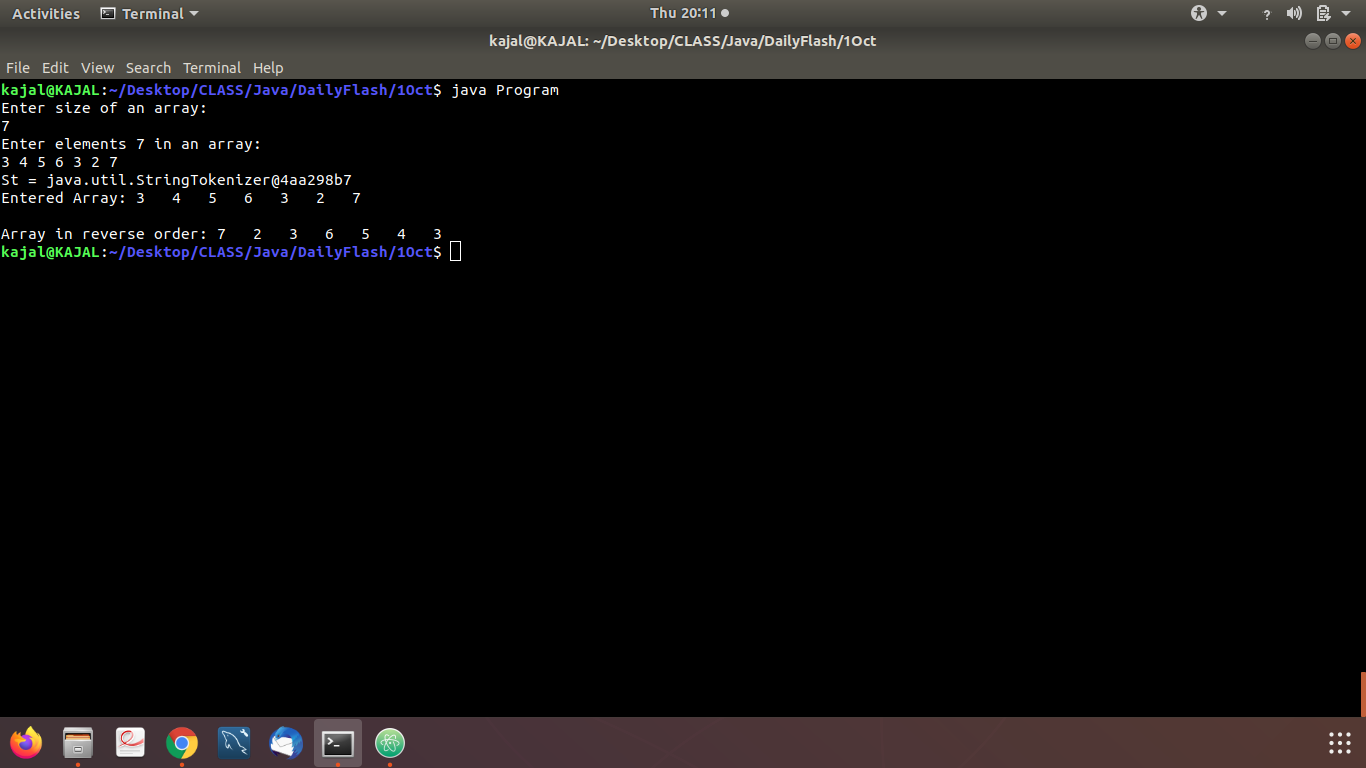 Activities Terminal Thu 20:11 ?
kajal@KAJAL: ~/Desktop/CLASS/Java/DailyFlash/1Oct
File Edit View Search Terminal Help
kajal@KAJAL:~/Desktop/CLASS/Java/DailyFlash/1Oct$ java Program
Enter size of an array:
7
Enter elements 7 in an array:
3 4 5 6 3 2 7
St = java.util.StringTokenizer@4aa298b7
Entered Array: 3   4   5   6   3   2   7
Array in reverse order: 7   2   3   6   5   4   3
kajal@KAJAL:~/Desktop/CLASS/Java/DailyFlash/1Oct$